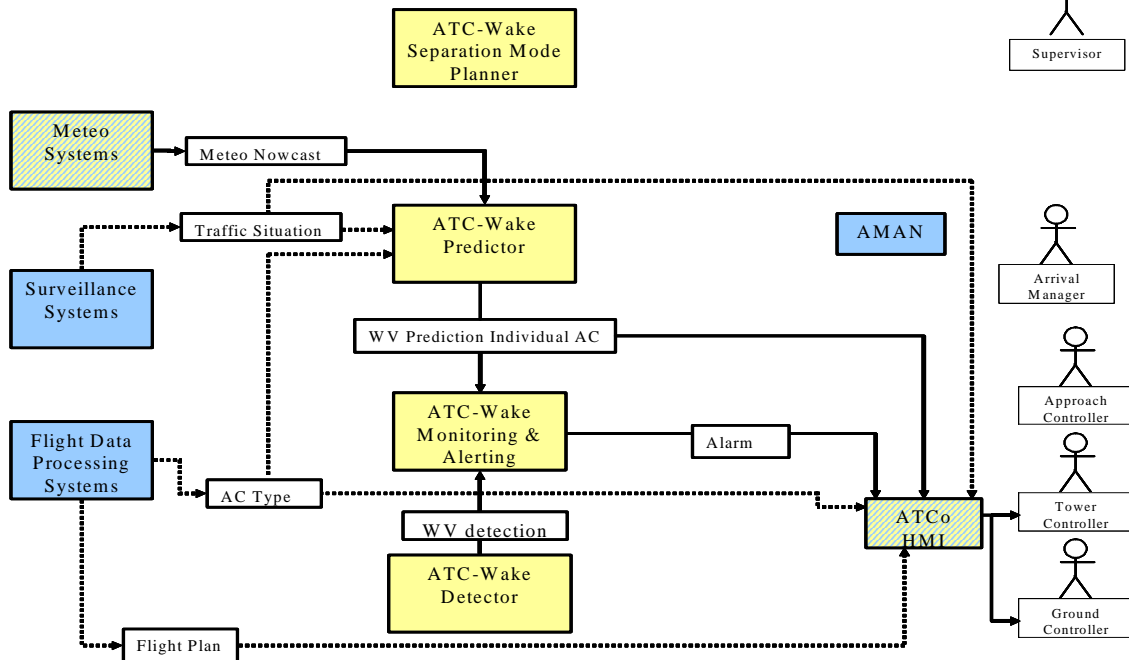 ATC-Wake
Separation Mode
Planner
Supervisor
Meteo
Systems
Meteo Nowcast
Traffic Situation
ATC-Wake
Predictor
AMAN
Surveillance
Systems
Arrival
Manager
WV Prediction Individual AC
Approach
Controller
ATC-Wake
Monitoring &
Alerting
Alarm
Flight Data
Processing
Systems
AC Type
WV detection
ATCo
HMI
Tower
Controller
ATC-Wake
Detector
Ground
Controller
Flight Plan